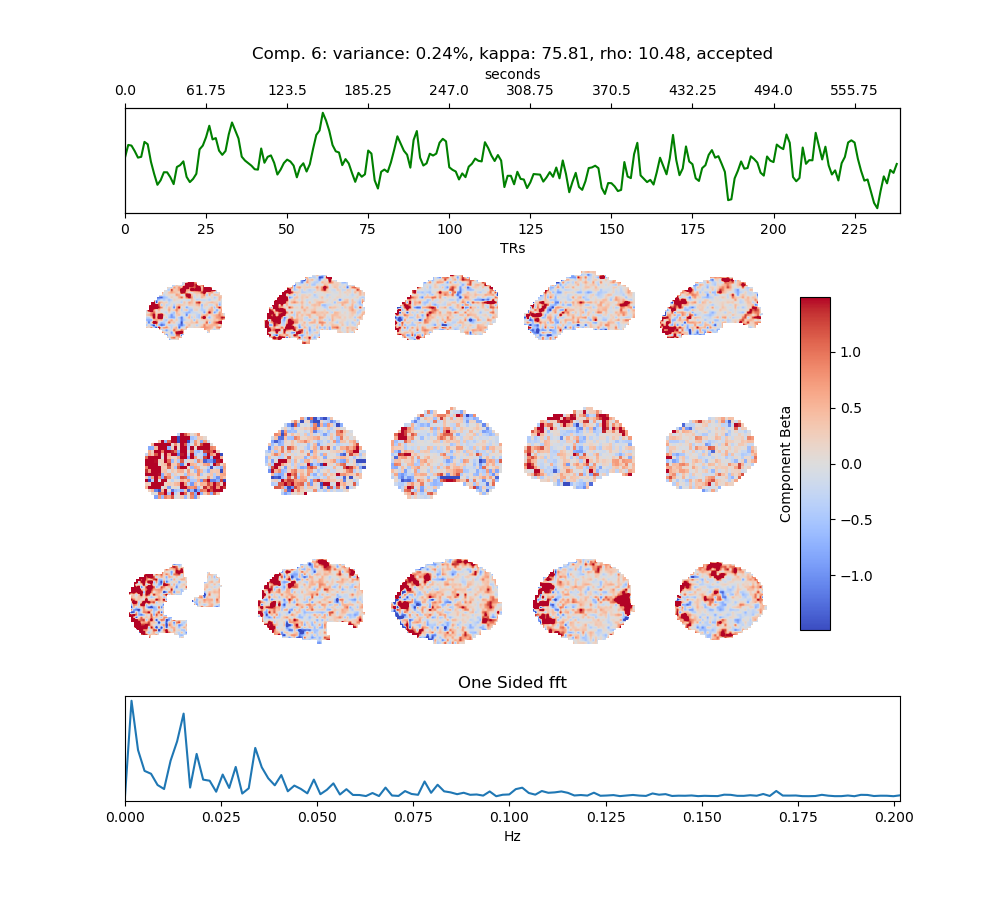 Comp. 6: variance: 0.24%, kappa: 75.81, rho: 10.48, accepted
seconds
0.0 61.75 123.5 185.25 247.0 308.75 370.5 432.25 494.0 555.75
0 25 50 75 100 125 150 175 200 225
TRs
1.0
0.5
0.0
−0.5
−1.0
Component Beta
One Sided fft
0.000 0.025 0.050 0.075 0.100 0.125 0.150 0.175 0.200
Hz